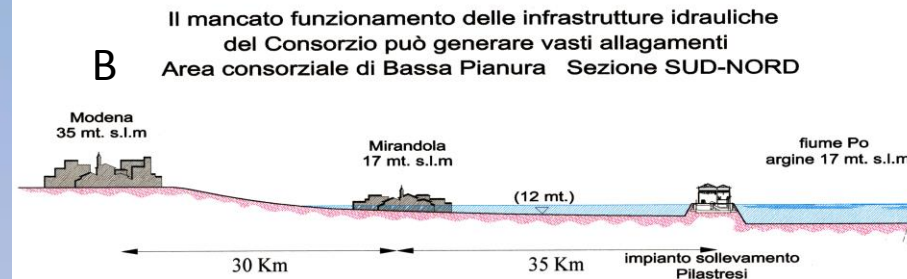 Il mancato funzionamento delle infrastrutture idrauliche
del Consorzio può generare vasti allagamenti
B
Area consorziale di Bassa Pianura Sezione SUD-NORD
Modena
35 mt. s.l.m
Mirandola
17 mt. s.l.m
(12 mt.)
fiume Po
argine 17 mt. s.l.m
30 Km
35 Km
impianto sollevamento
Pilastresi